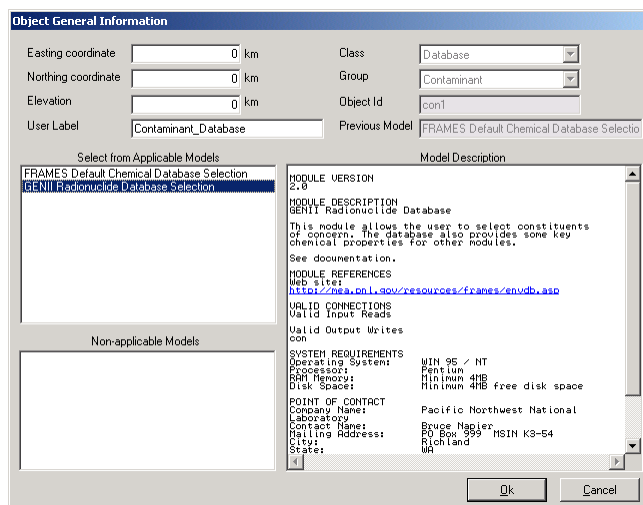 Object General Information
Easting coordinate 0 km Class Database
Northing coordinate 0 km Group Contaminant
Elevation 0 km Object Id con1
User Label Contaminant_Database Previous Model FRAMES Default Chemical Database Selectio
Select from Applicable Models
FRAMES Default Chemical Database Selection
GENII Radionuclide Database Selection
Non-applicable Models
Model Description
MODULE VERSION
2.0
MODULE DESCRIPTION
GENII Radionuclide Database
This module allows the user to select constituents
of concern. The database also provides some key
chemical properties for other modules.
See documentation.
MODULE REFERENCES
Web site:
http://mea.pnl.gov/resources/frames/envdb.asp
VALID CONNECTIONS
Valid Input Reads
Valid Output Writes
con
SYSTEM REQUIREMENTS
Operating System: WIN 95 / NT
Processor: Pentium
RAM Memory: Minimum 4MB
Disk Space: Minimum 4MB free disk space
POINT OF CONTACT
Company Name: Pacific Northwest National
Laboratory
Contact Name: Bruce Napier
Mailing Address: PO Box 999 MSIN K3-54
City: Richland
State: WA
Ok Cancel